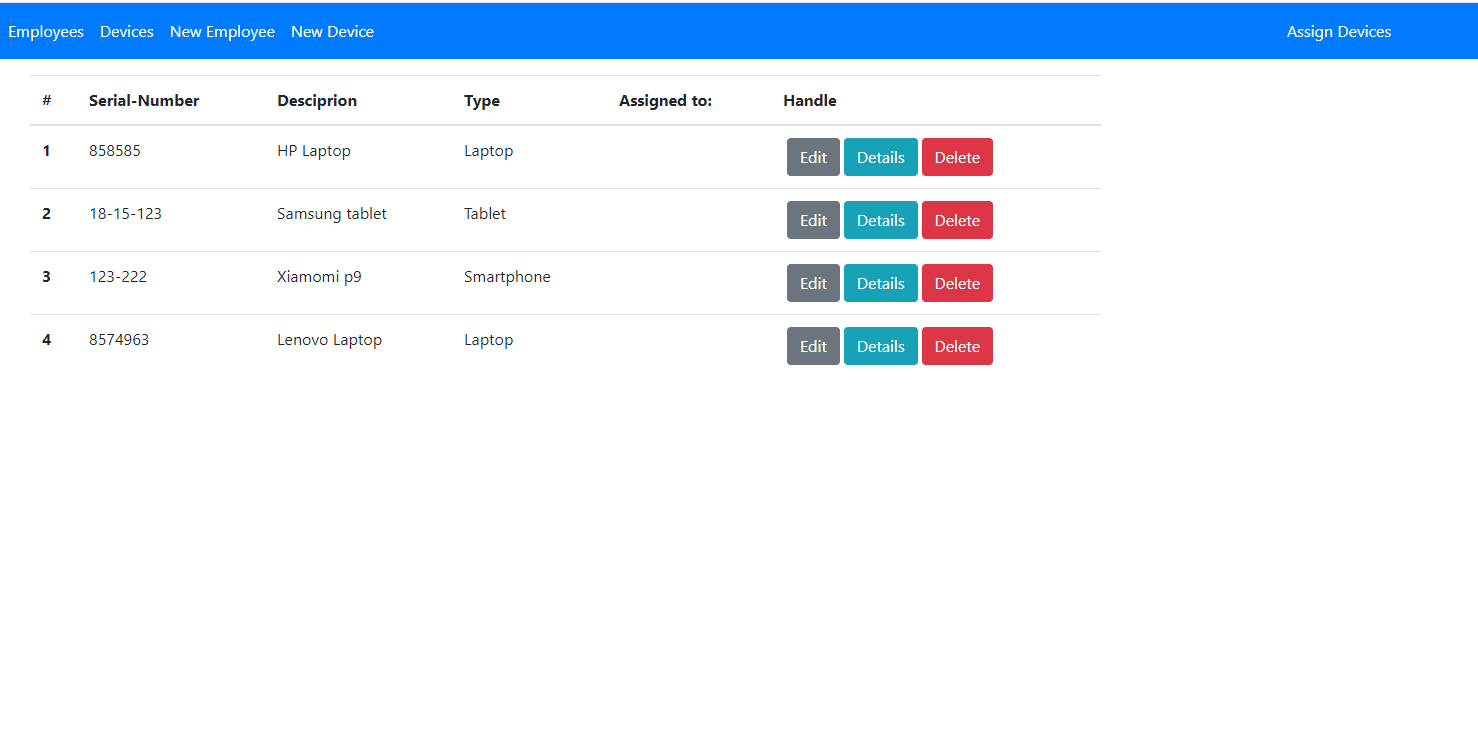 Employees Devices New Employee New Device Assign Devices
# Serial-Number Desciprion Type Assigned to: Handle
1 858585 HP Laptop Laptop Edit Details Delete
2 18-15-123 Samsung tablet Tablet Edit Details Delete
3 123-222 Xiamomi p9 Smartphone Edit Details Delete
4 8574963 Lenovo Laptop Laptop Edit Details Delete